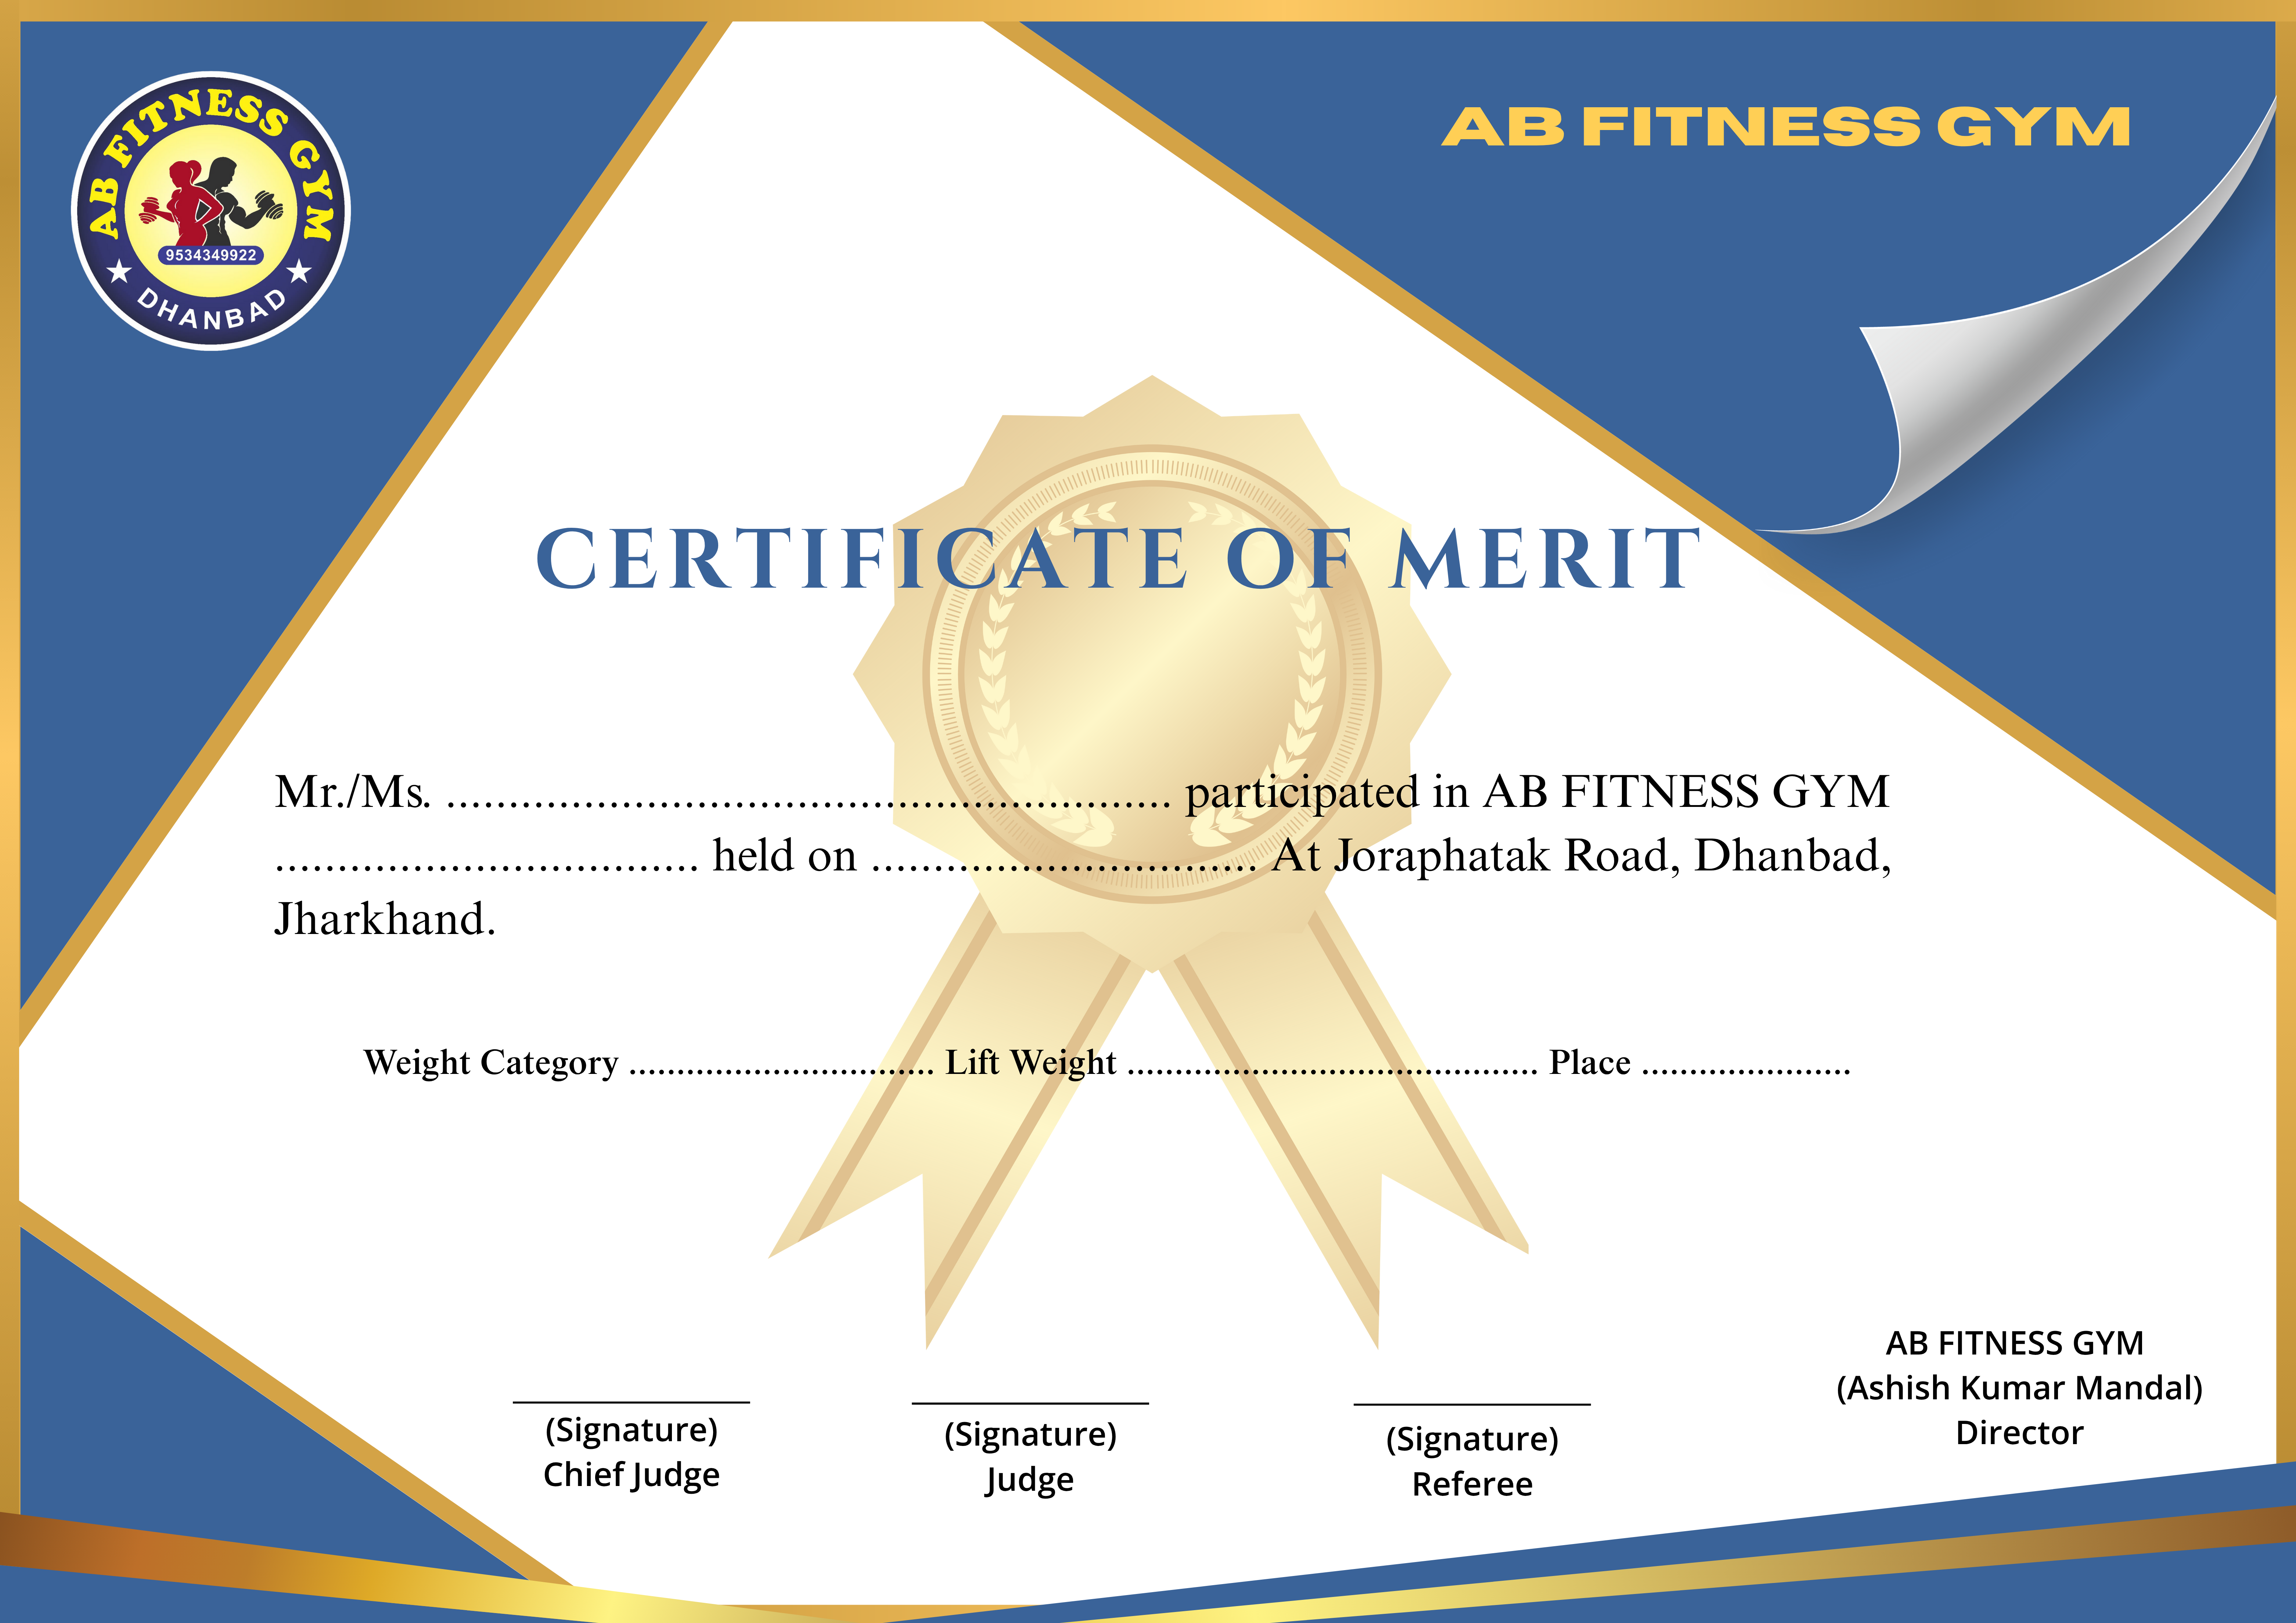 AB FITNESS GYM
9534349922
DHANBAD
AB FITNESS GYM
CERTIFICATE OF MERIT
Mr./Ms. .......................................................... participated in AB FITNESS GYM
.................................. held on ............................... At Joraphatak Road, Dhanbad,
Jharkhand.
Weight Category ................................ Lift Weight ........................................... Place ......................
(Signature)
Chief Judge
(Signature)
Judge
(Signature)
Referee
AB FITNESS GYM
(Ashish Kumar Mandal)
Director